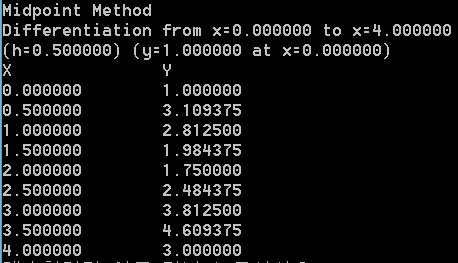 Midpoint Method
Differentiation from x=0.000000 to x=4.000000
(h=0.500000) (y=1.000000 at x=0.000000)
X Y
0.000000 1.000000
0.500000 3.109375
1.000000 2.812500
1.500000 1.984375
2.000000 1.750000
2.500000 2.484375
3.000000 3.812500
3.500000 4.609375
4.000000 3.000000